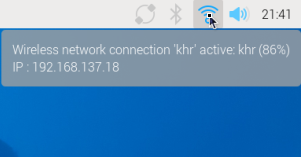 21:41
Wireless network connection 'khr' active: khr (86%)
IP : 192.168.137.18